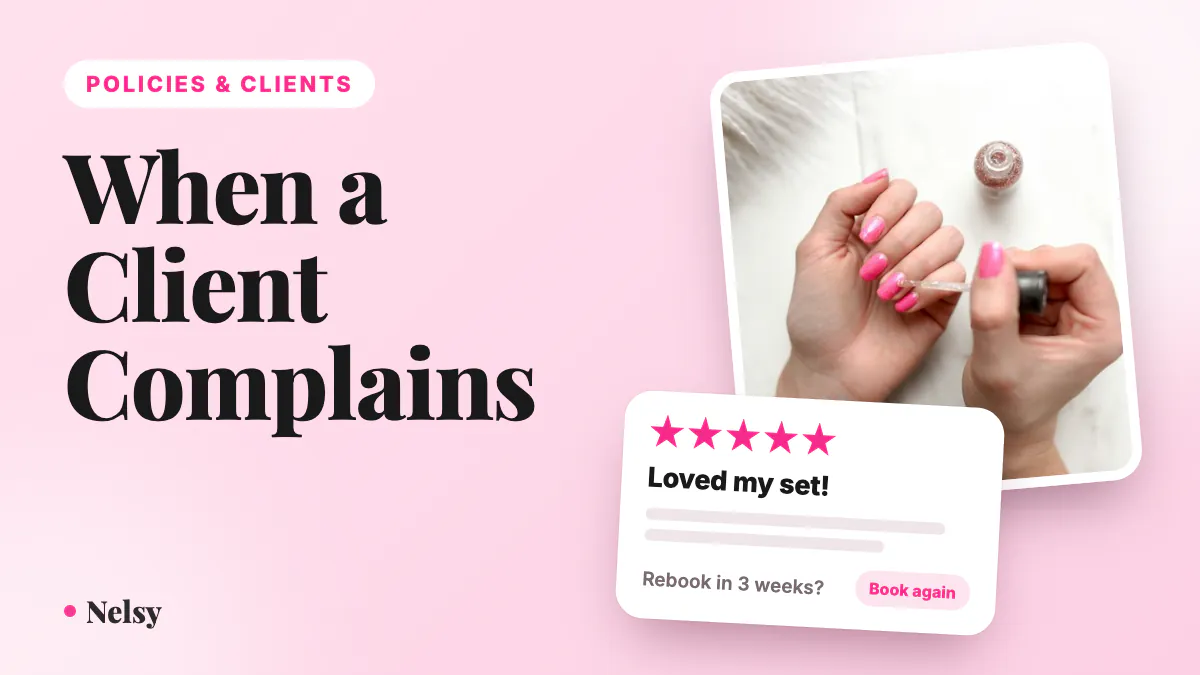 POLICIES & CLIENTS
When a
Client
Complains
Loved my set!
Rebook in 3 weeks?
Book again
Nelsy